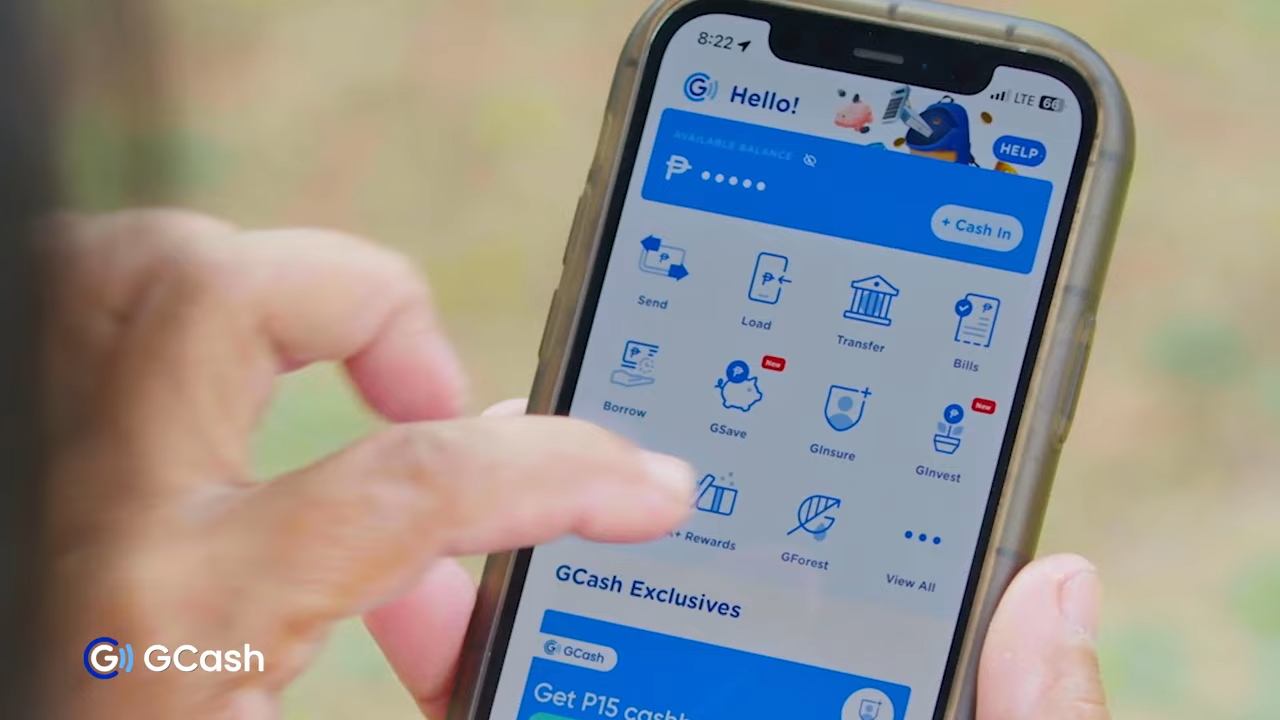 8:22
LTE 66
Hello!
HELP
AVAILABLE BALANCE
₱ •••••
+ Cash In
Send
Load
Transfer
Bills
Borrow
New
GSave
GInsure
New
GInvest
+ Rewards
GForest
View All
GCash Exclusives
GCash
Get P15
GCash